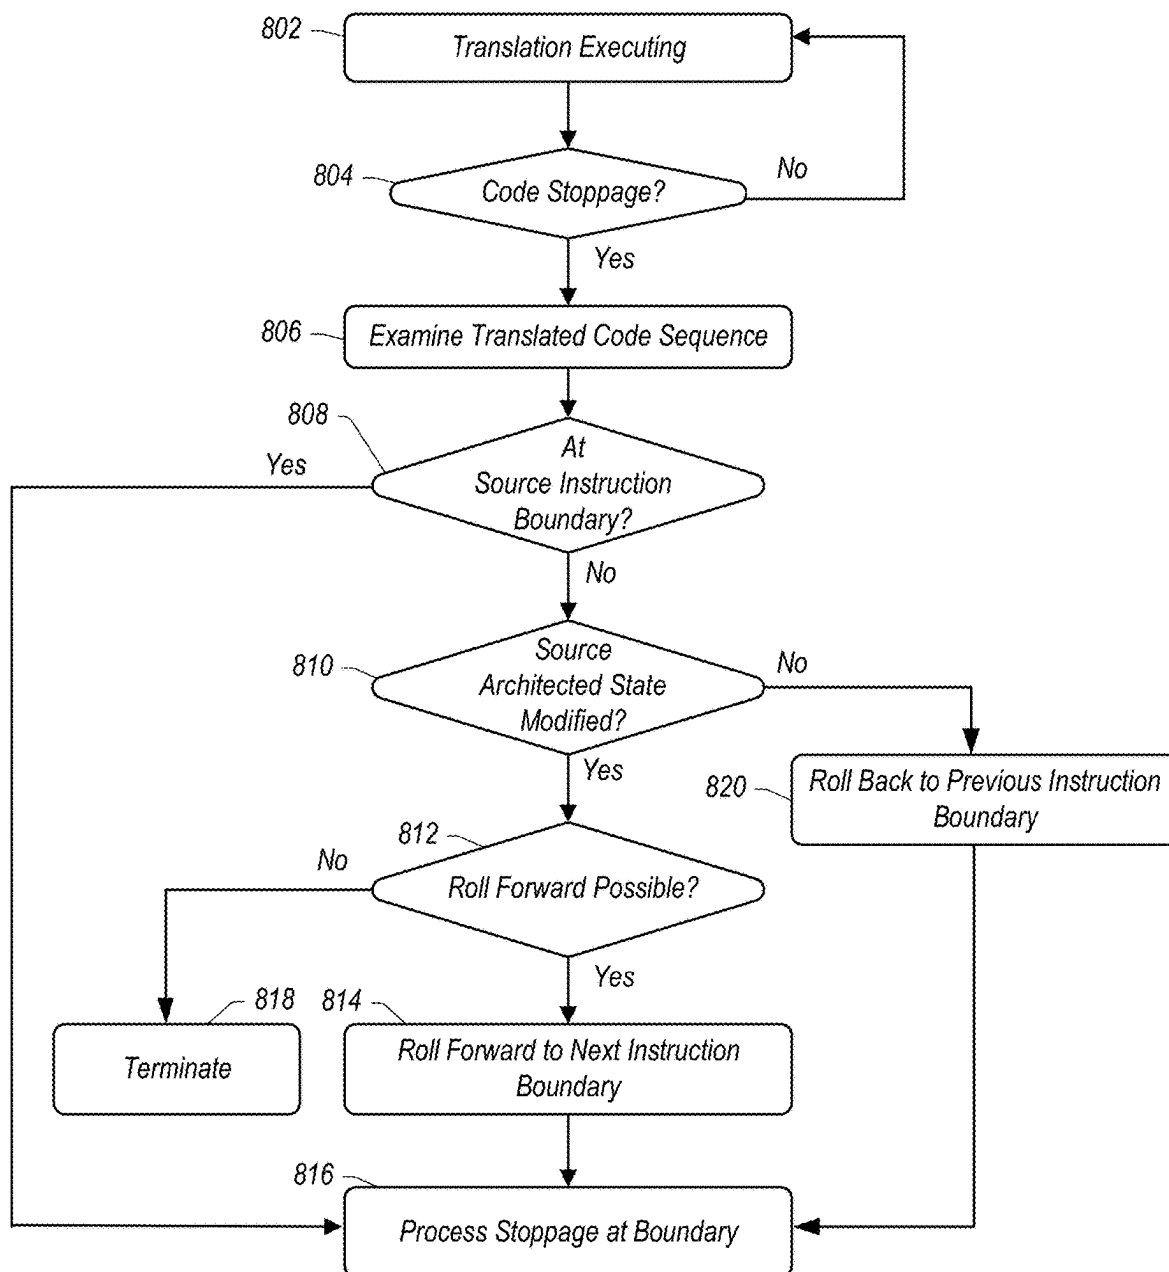 802
Translation Executing
804
Code Stoppage?
No
Yes
806
Examine Translated Code Sequence
808
Yes
At
Source Instruction
Boundary?
No
810
Source
Architected State
Modified?
No
Yes
820
Roll Back to Previous Instruction
Boundary
812
No
Roll Forward Possible?
Yes
818
Terminate
814
Roll Forward to Next Instruction
Boundary
816
Process Stoppage at Boundary